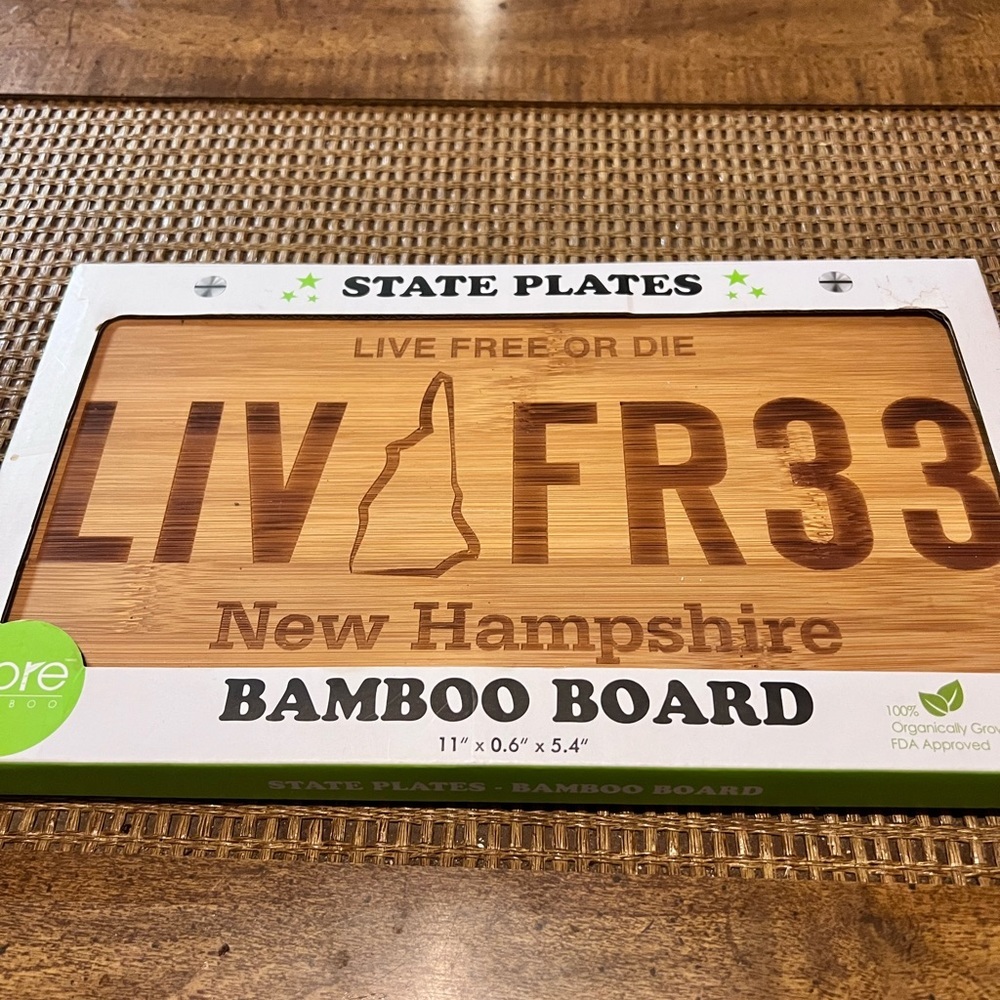 STATE PLATES
LIVE FREE OR DIE
LIV FR33
New Hampshire
BAMBOO BOARD
11" x 0.6" x 5.4"
100%
Organically
FDA Approved
STATE PLATES - BAMBOO BOARD